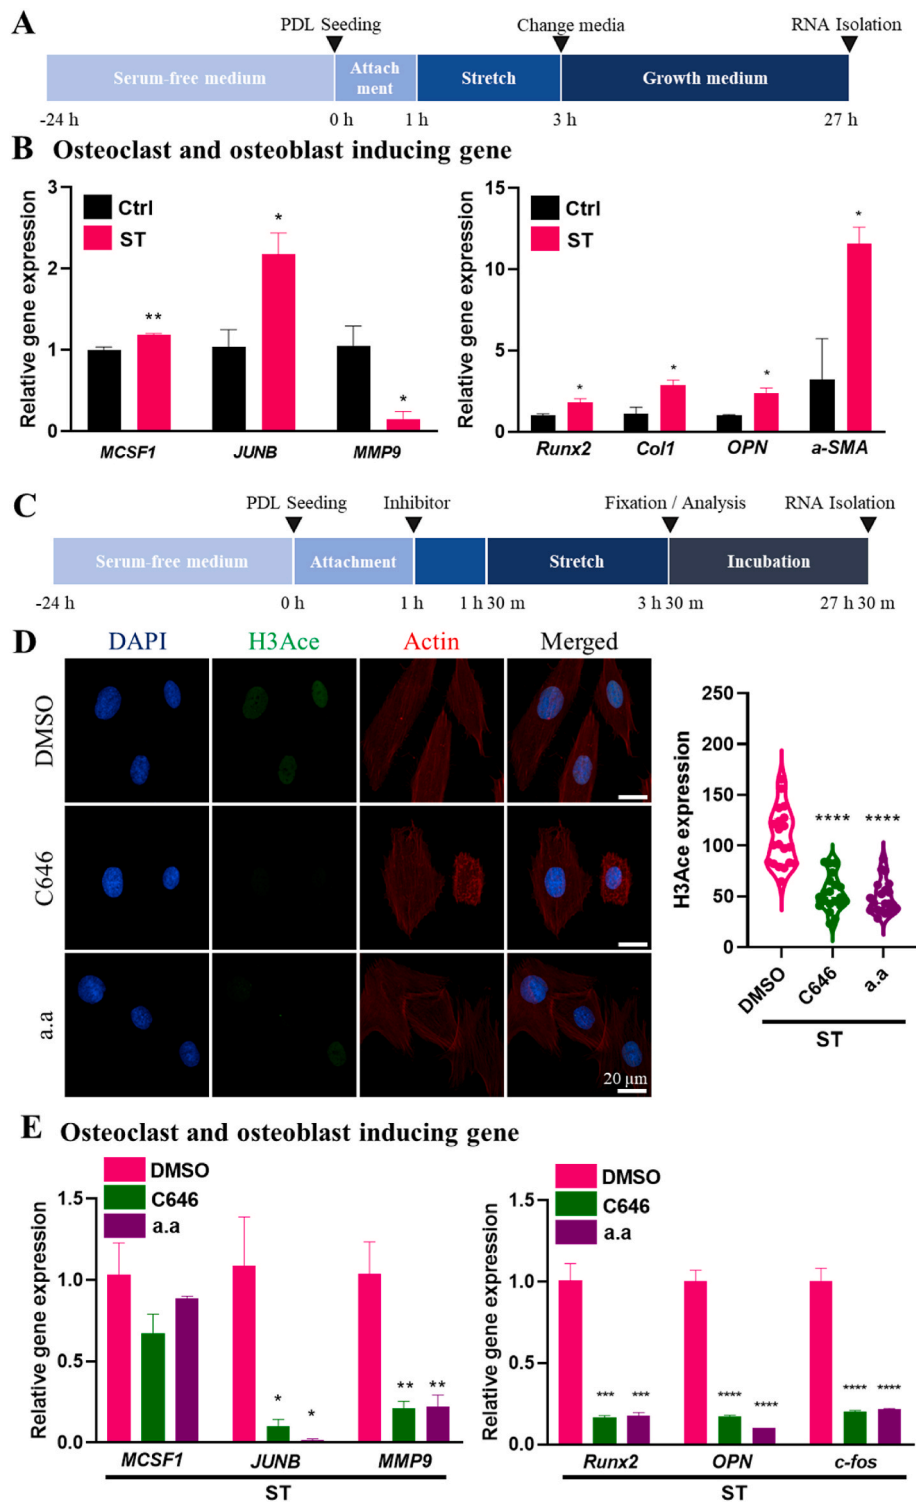 A
PDL Seeding
Change media
RNA Isolation
Serum-free medium
Attach
ment
Stretch
Growth medium
-24 h
0 h
1 h
3 h
27 h
B Osteoclast and osteoblast inducing gene
Relative gene expression
3
2
1
0
Ctrl
ST
**
*
*
MCSF1
JUNB
MMP9
Relative gene expression
15
10
5
0
Ctrl
ST
*
*
*
*
Runx2
Col1
OPN
a-SMA
C
PDL Seeding
Inhibitor
Fixation / Analysis
RNA Isolation
Serum-free medium
Attachment
Stretch
Incubation
-24 h
0 h
1 h
1 h 30 m
3 h 30 m
27 h 30 m
D
DAPI
H3Ace
Actin
Merged
DMSO
C646
a.a
20 μm
H3Ace expression
250
200
150
100
50
0
****
****
DMSO
C646
a.a
ST
E Osteoclast and osteoblast inducing gene
Relative gene expression
1.5
1.0
0.5
0.0
DMSO
C646
a.a
*
*
**
**
MCSF1
JUNB
MMP9
ST
Relative gene expression
1.5
1.0
0.5
0.0
DMSO
C646
a.a
***
***
****
****
****
****
Runx2
OPN
c-fos
ST